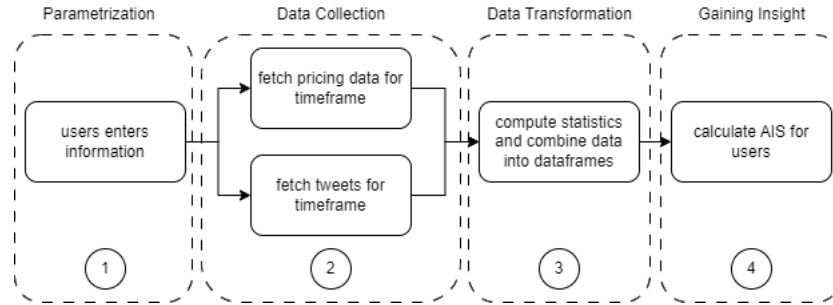 Parametrization
Data Collection
Data Transformation
Gaining Insight
users enters
information
fetch pricing data for
timeframe
fetch tweets for
timeframe
compute statistics
and combine data
into dataframes
calculate AIS for
users
1
2
3
4